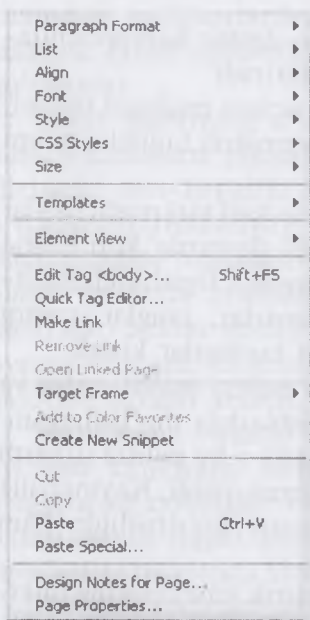 Paragraph Format
List
Align
Font
Style
CSS Styles
Size
Templates
Element View
Edit Tag <body>... Shift+F5
Quick Tag Editor...
Make Link
Remove Link
Open Linked Page
Target Frame
Add to Color Favorites
Create New Snippet
Cut
Copy
Paste Ctrl+V
Paste Special...
Design Notes for Page...
Page Properties...